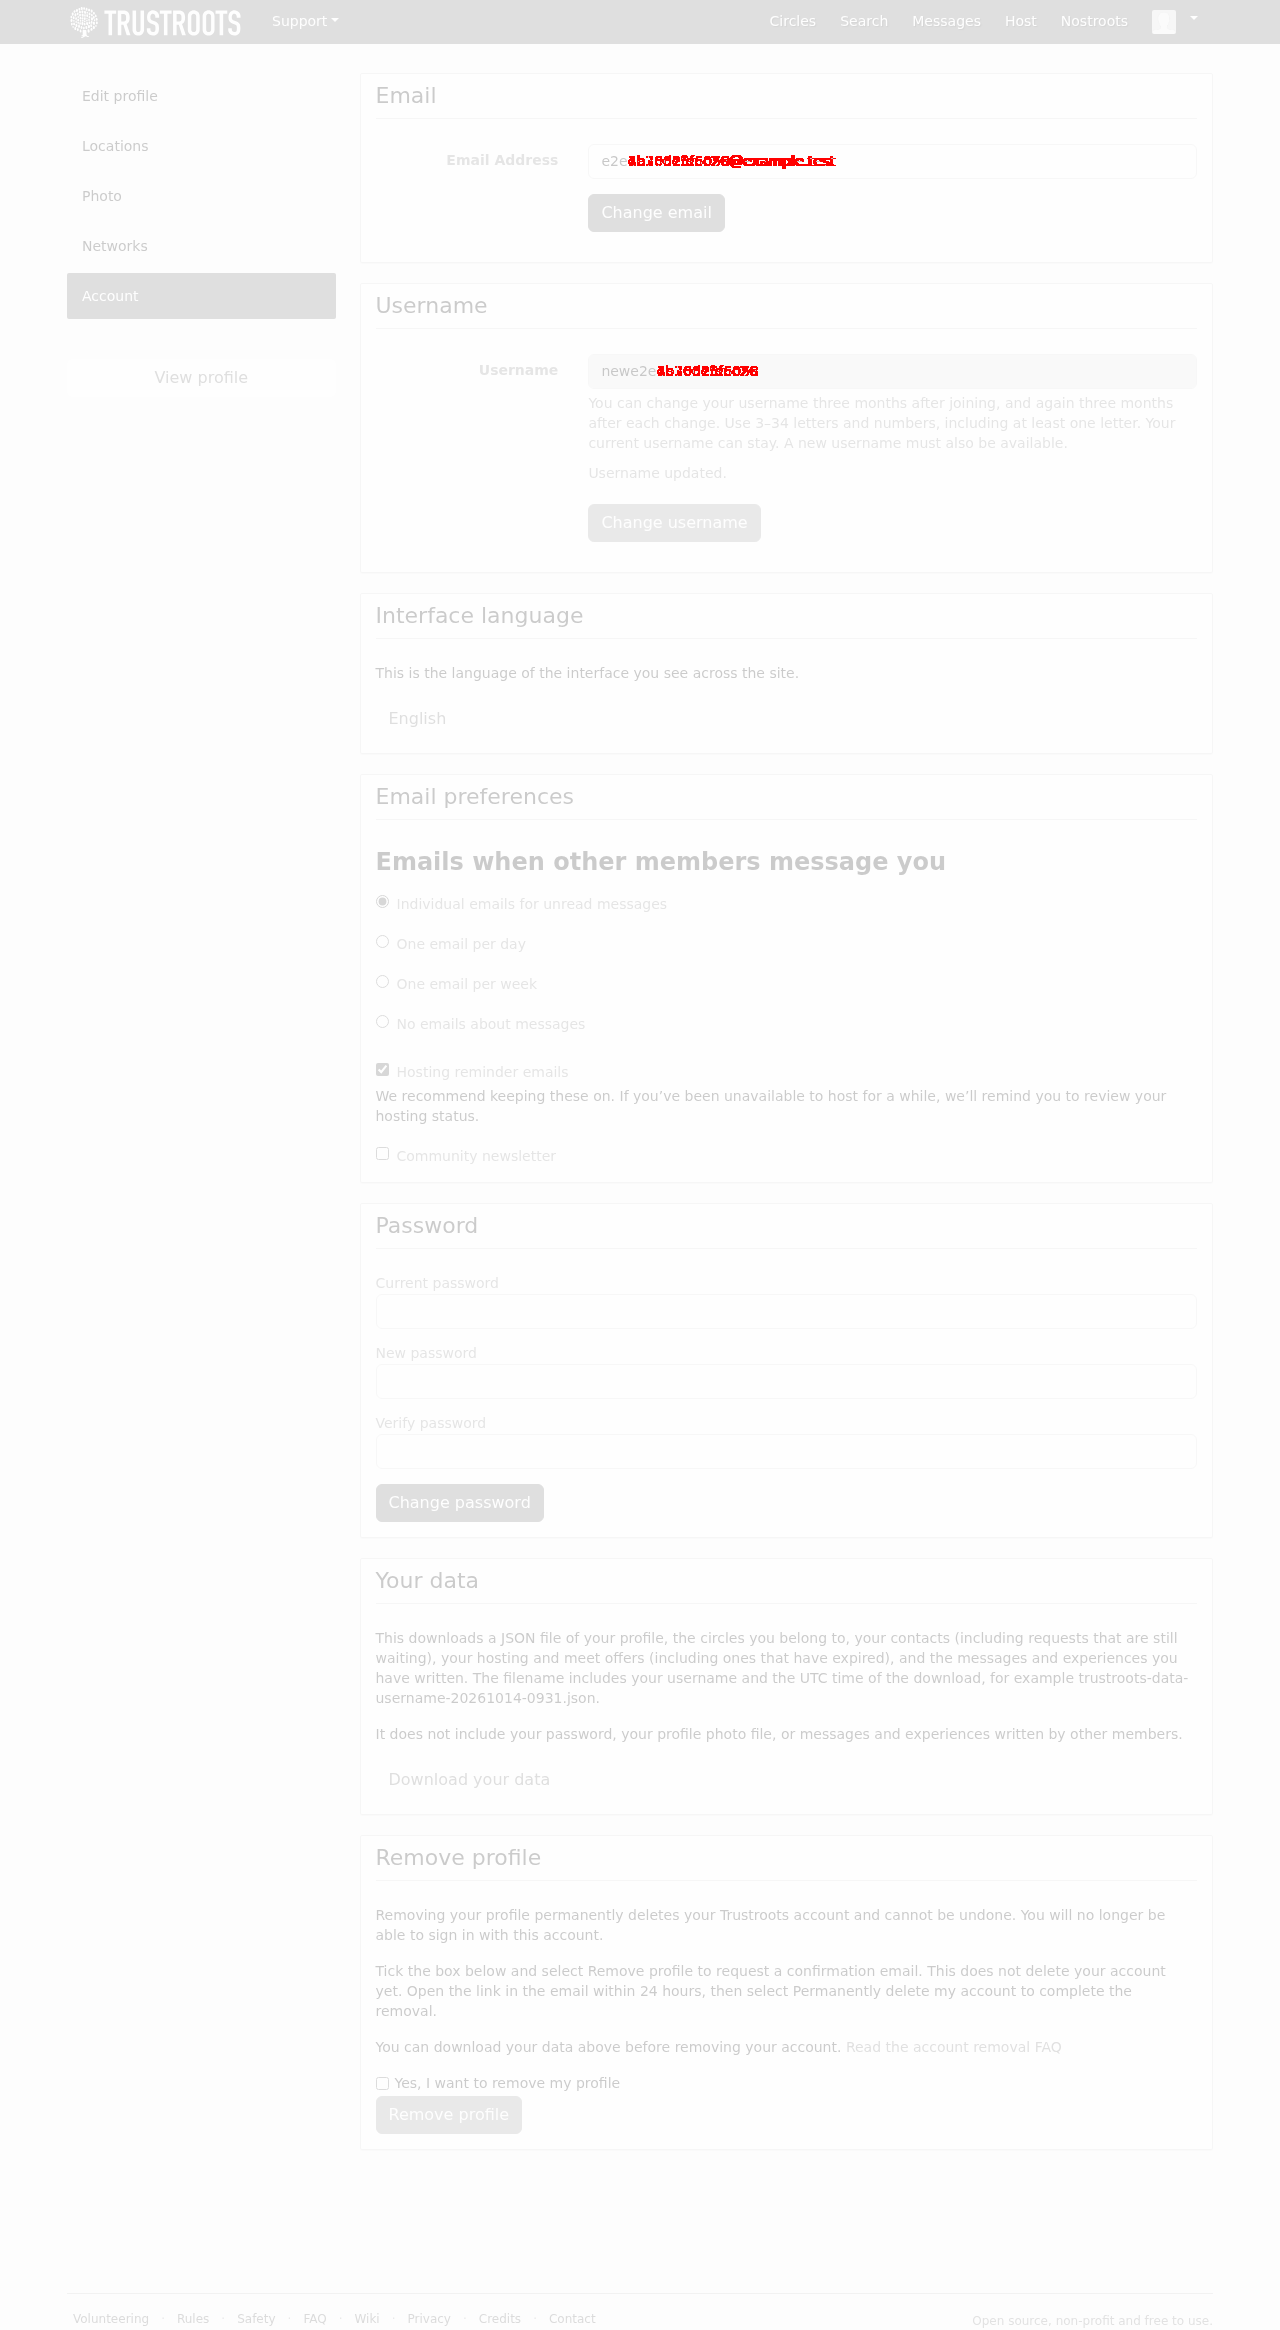 TRUSTROOTS Support Circles Search Messages Host Nostroots
Edit profile
Locations
Photo
Networks
Account
View profile
Email
Email Address
Change email
Username
Username
You can change your username three months after joining, and again three months
after each change. Use 3–34 letters and numbers, including at least one letter. Your
current username can stay. A new username must also be available.
Username updated.
Change username
Interface language
This is the language of the interface you see across the site.
English
Email preferences
Emails when other members message you
Individual emails for unread messages
One email per day
One email per week
No emails about messages
Hosting reminder emails
We recommend keeping these on. If you’ve been unavailable to host for a while, we’ll remind you to review your
hosting status.
Community newsletter
Password
Current password
New password
Verify password
Change password
Your data
This downloads a JSON file of your profile, the circles you belong to, your contacts (including requests that are still
waiting), your hosting and meet offers (including ones that have expired), and the messages and experiences you
have written. The filename includes your username and the UTC time of the download, for example trustroots-data-
username-20261014-0931.json.
It does not include your password, your profile photo file, or messages and experiences written by other members.
Download your data
Remove profile
Removing your profile permanently deletes your Trustroots account and cannot be undone. You will no longer be
able to sign in with this account.
Tick the box below and select Remove profile to request a confirmation email. This does not delete your account
yet. Open the link in the email within 24 hours, then select Permanently delete my account to complete the
removal.
You can download your data above before removing your account. Read the account removal FAQ
Yes, I want to remove my profile
Remove profile
Volunteering · Rules · Safety · FAQ · Wiki · Privacy · Credits · Contact
Open source, non-profit and free to use.